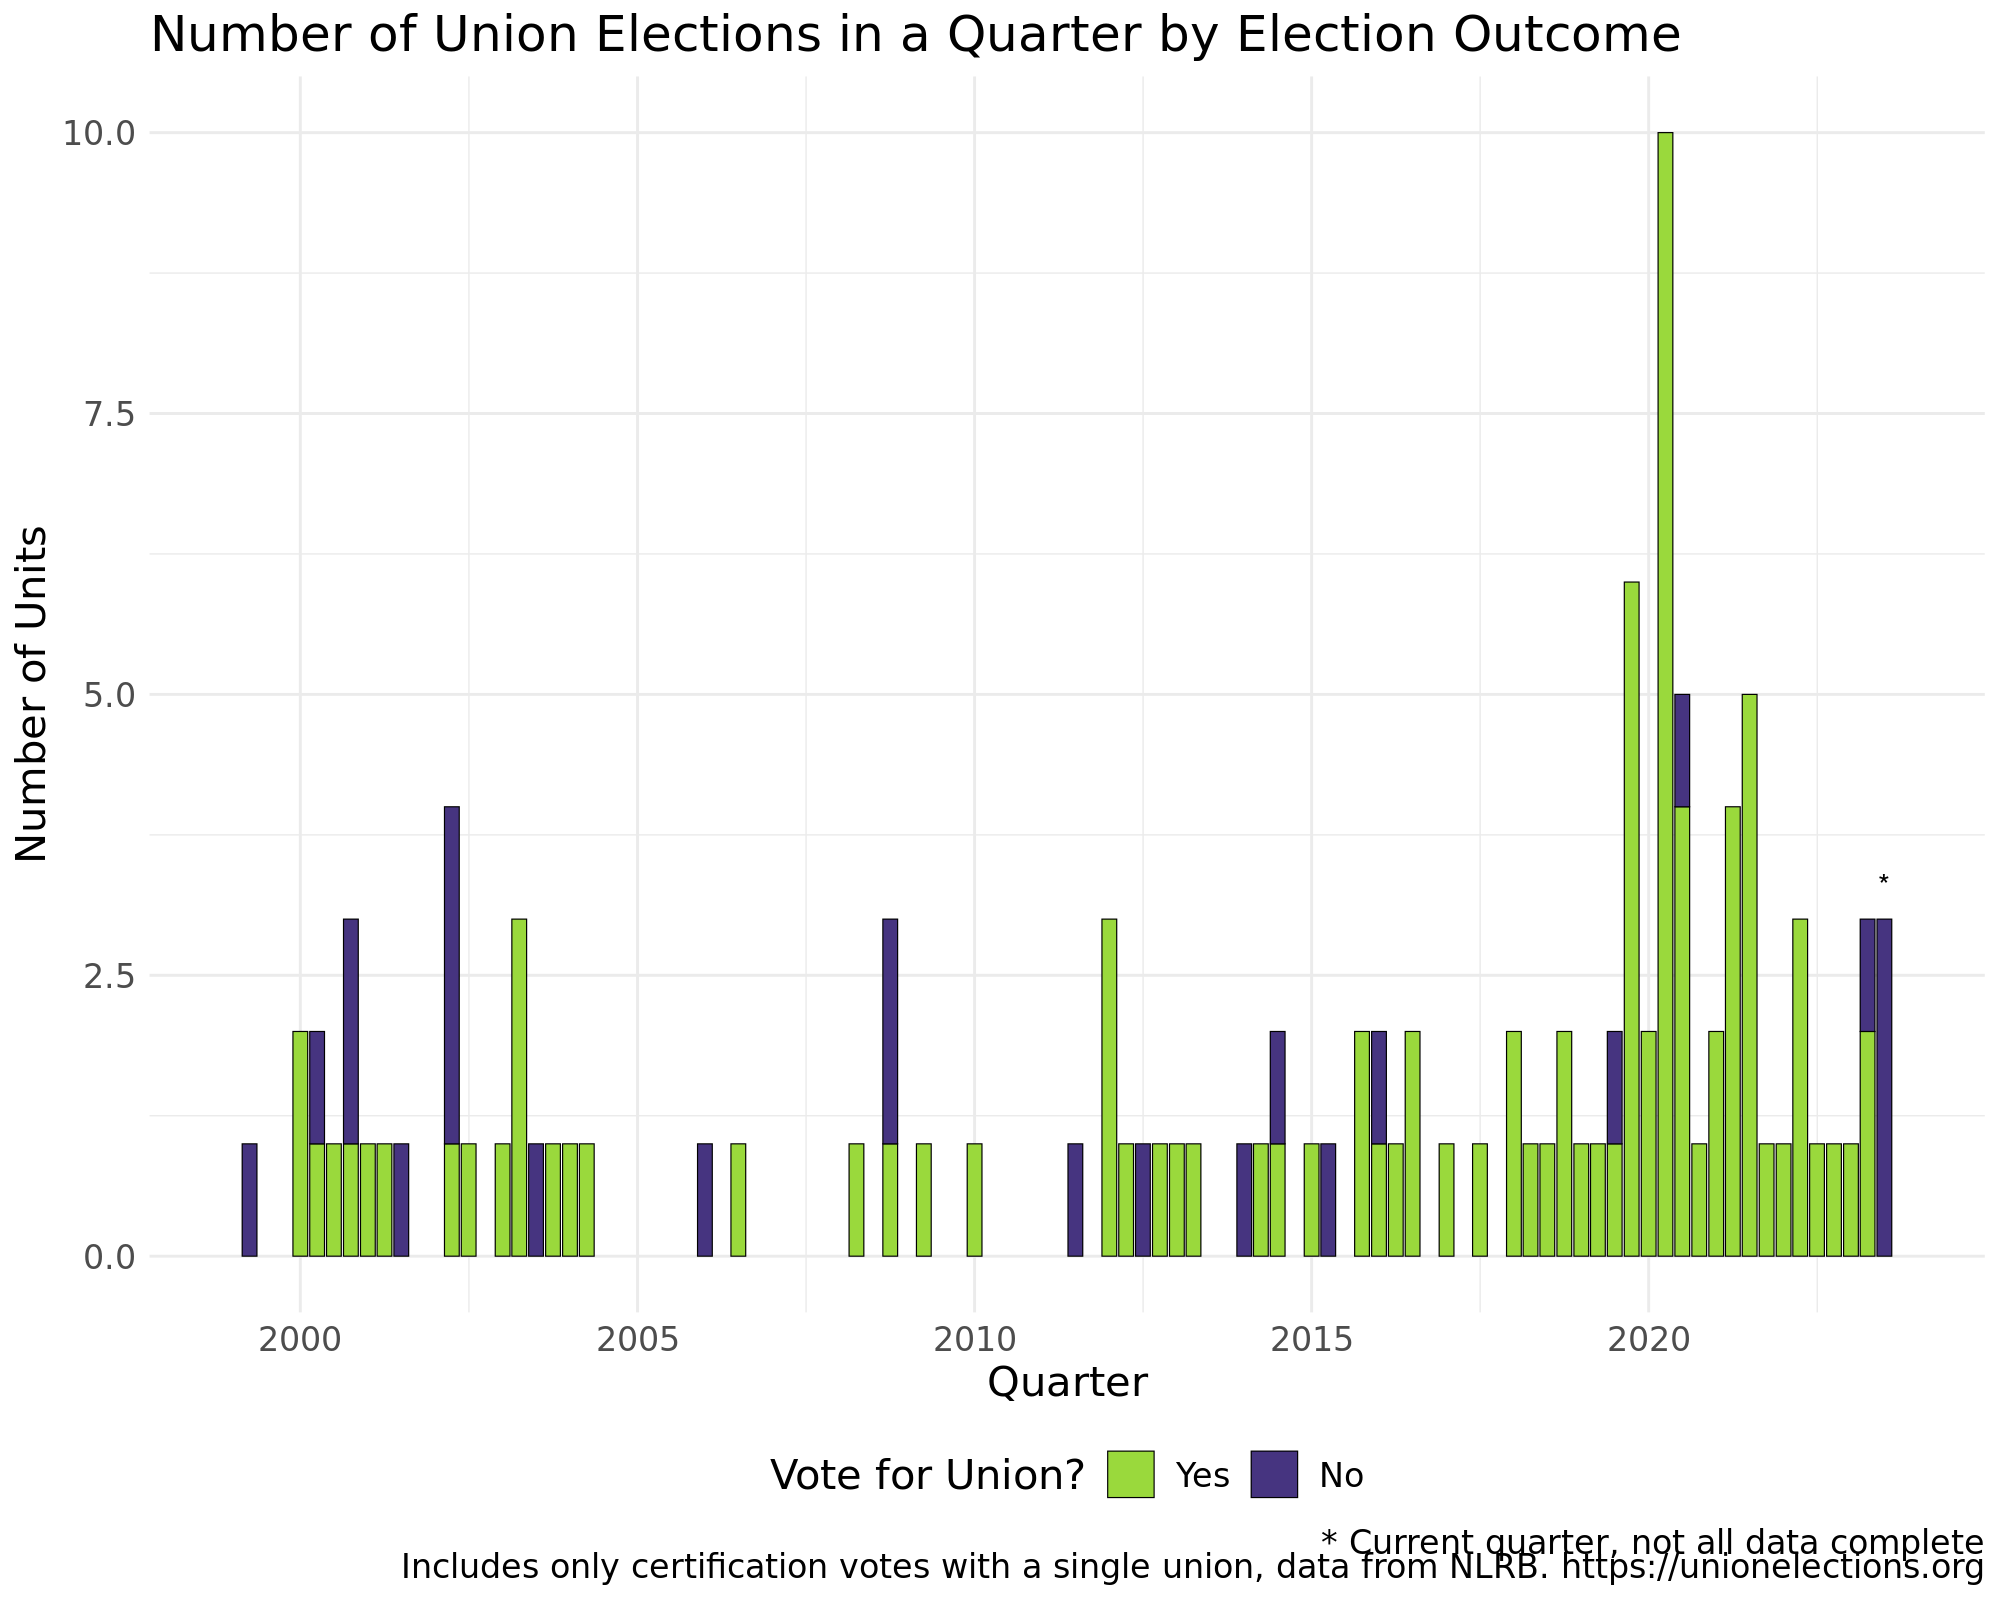 Number of Union Elections in a Quarter by Election Outcome
10.0
7.5
5.0
2.5
0.0
Number of Units
*
2000 2005 2010 2015 2020
Quarter
Vote for Union? Yes No
* Current quarter, not all data complete
Includes only certification votes with a single union, data from NLRB. https://unionelections.org